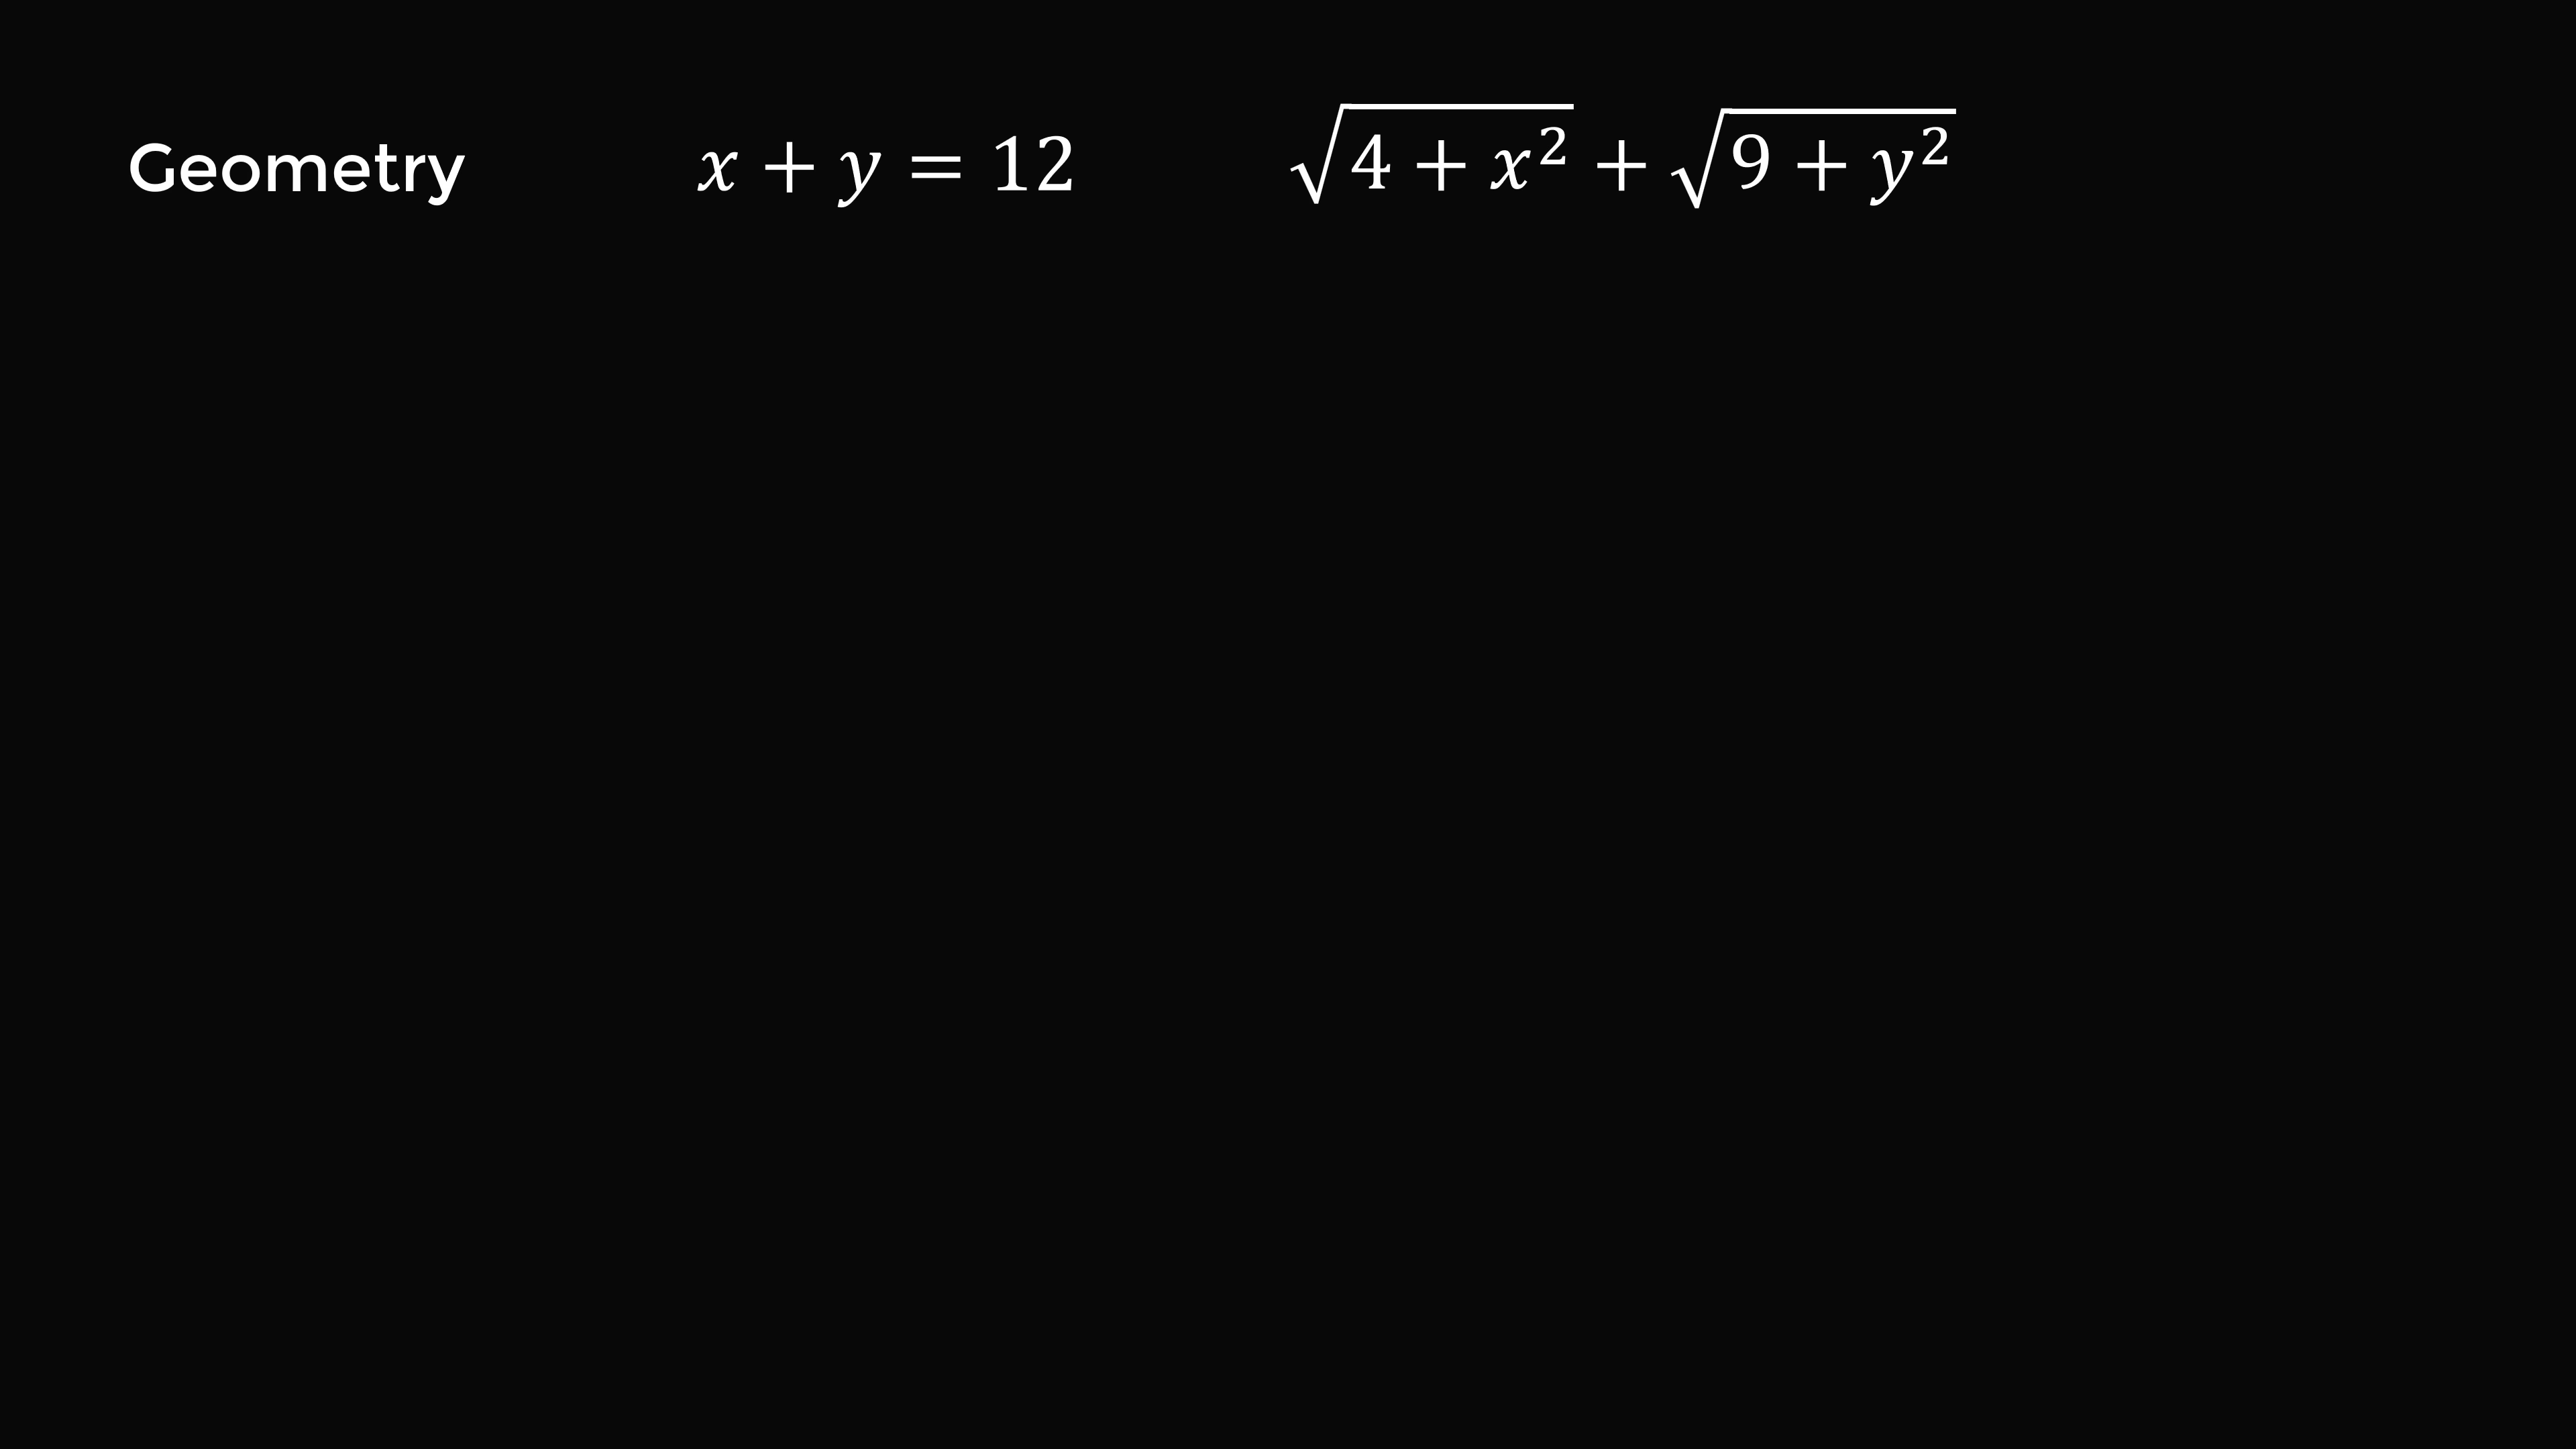 Geometry x + y = 12 √(4 + x²) + √(9 + y²)